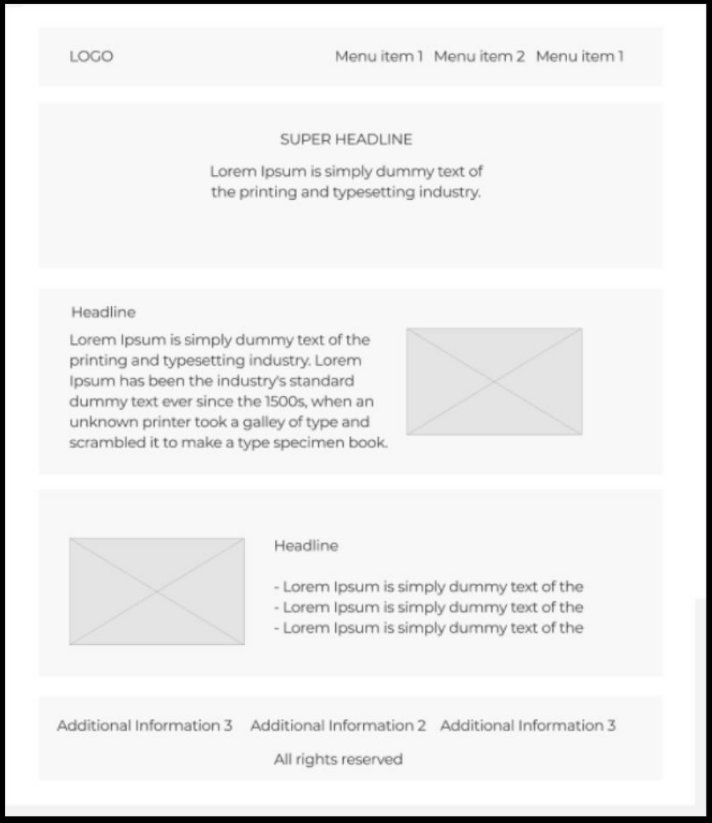 LOGO
Menu item 1 Menu item 2 Menu item 1
SUPER HEADLINE
Lorem Ipsum is simply dummy text of
the printing and typesetting industry.
Headline
Lorem Ipsum is simply dummy text of the
printing and typesetting industry. Lorem
Ipsum has been the industry's standard
dummy text ever since the 1500s, when an
unknown printer took a galley of type and
scrambled it to make a type specimen book.
Headline
- Lorem Ipsum is simply dummy text of the
- Lorem Ipsum is simply dummy text of the
- Lorem Ipsum is simply dummy text of the
Additional Information 3 Additional Information 2 Additional Information 3
All rights reserved